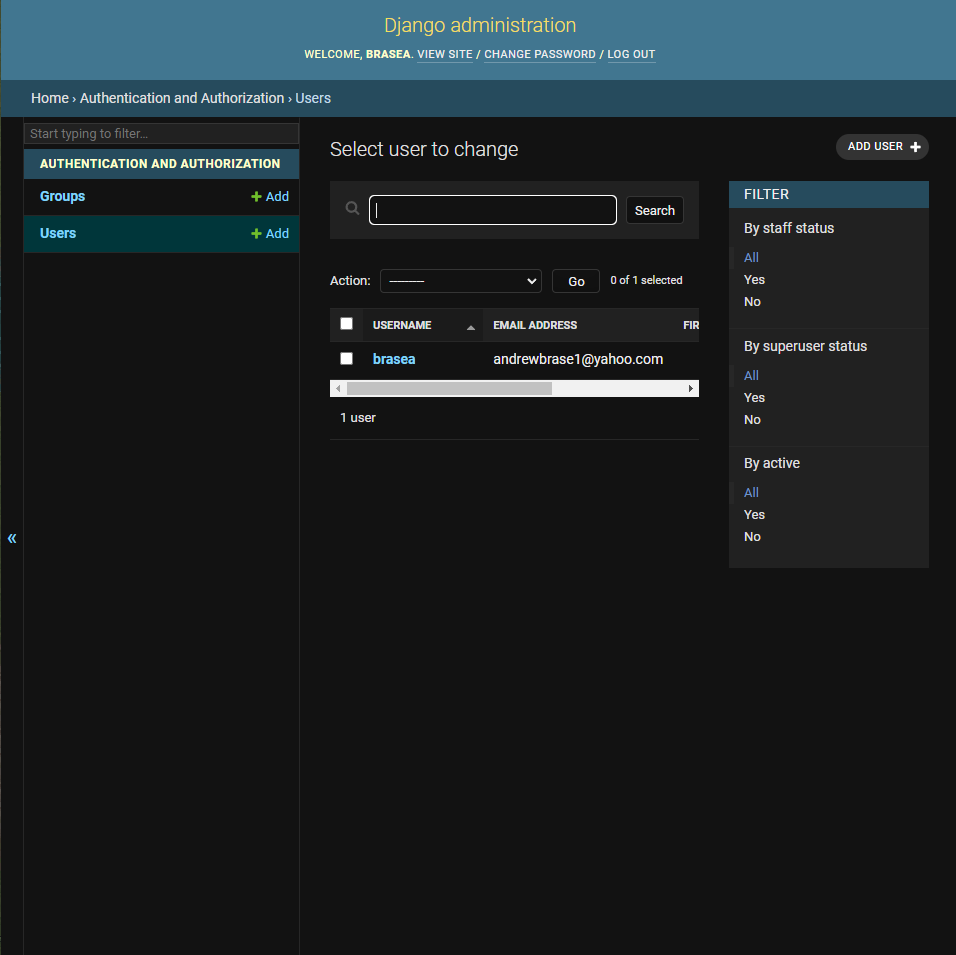 Django administration
WELCOME, BRASEA. VIEW SITE / CHANGE PASSWORD / LOG OUT
Home › Authentication and Authorization › Users
Start typing to filter...
AUTHENTICATION AND AUTHORIZATION
Groups + Add
Users + Add
«
Select user to change
ADD USER +
Search
Action: --------- Go 0 of 1 selected
USERNAME EMAIL ADDRESS FIR
brasea andrewbrase1@yahoo.com
1 user
FILTER
By staff status
All
Yes
No
By superuser status
All
Yes
No
By active
All
Yes
No